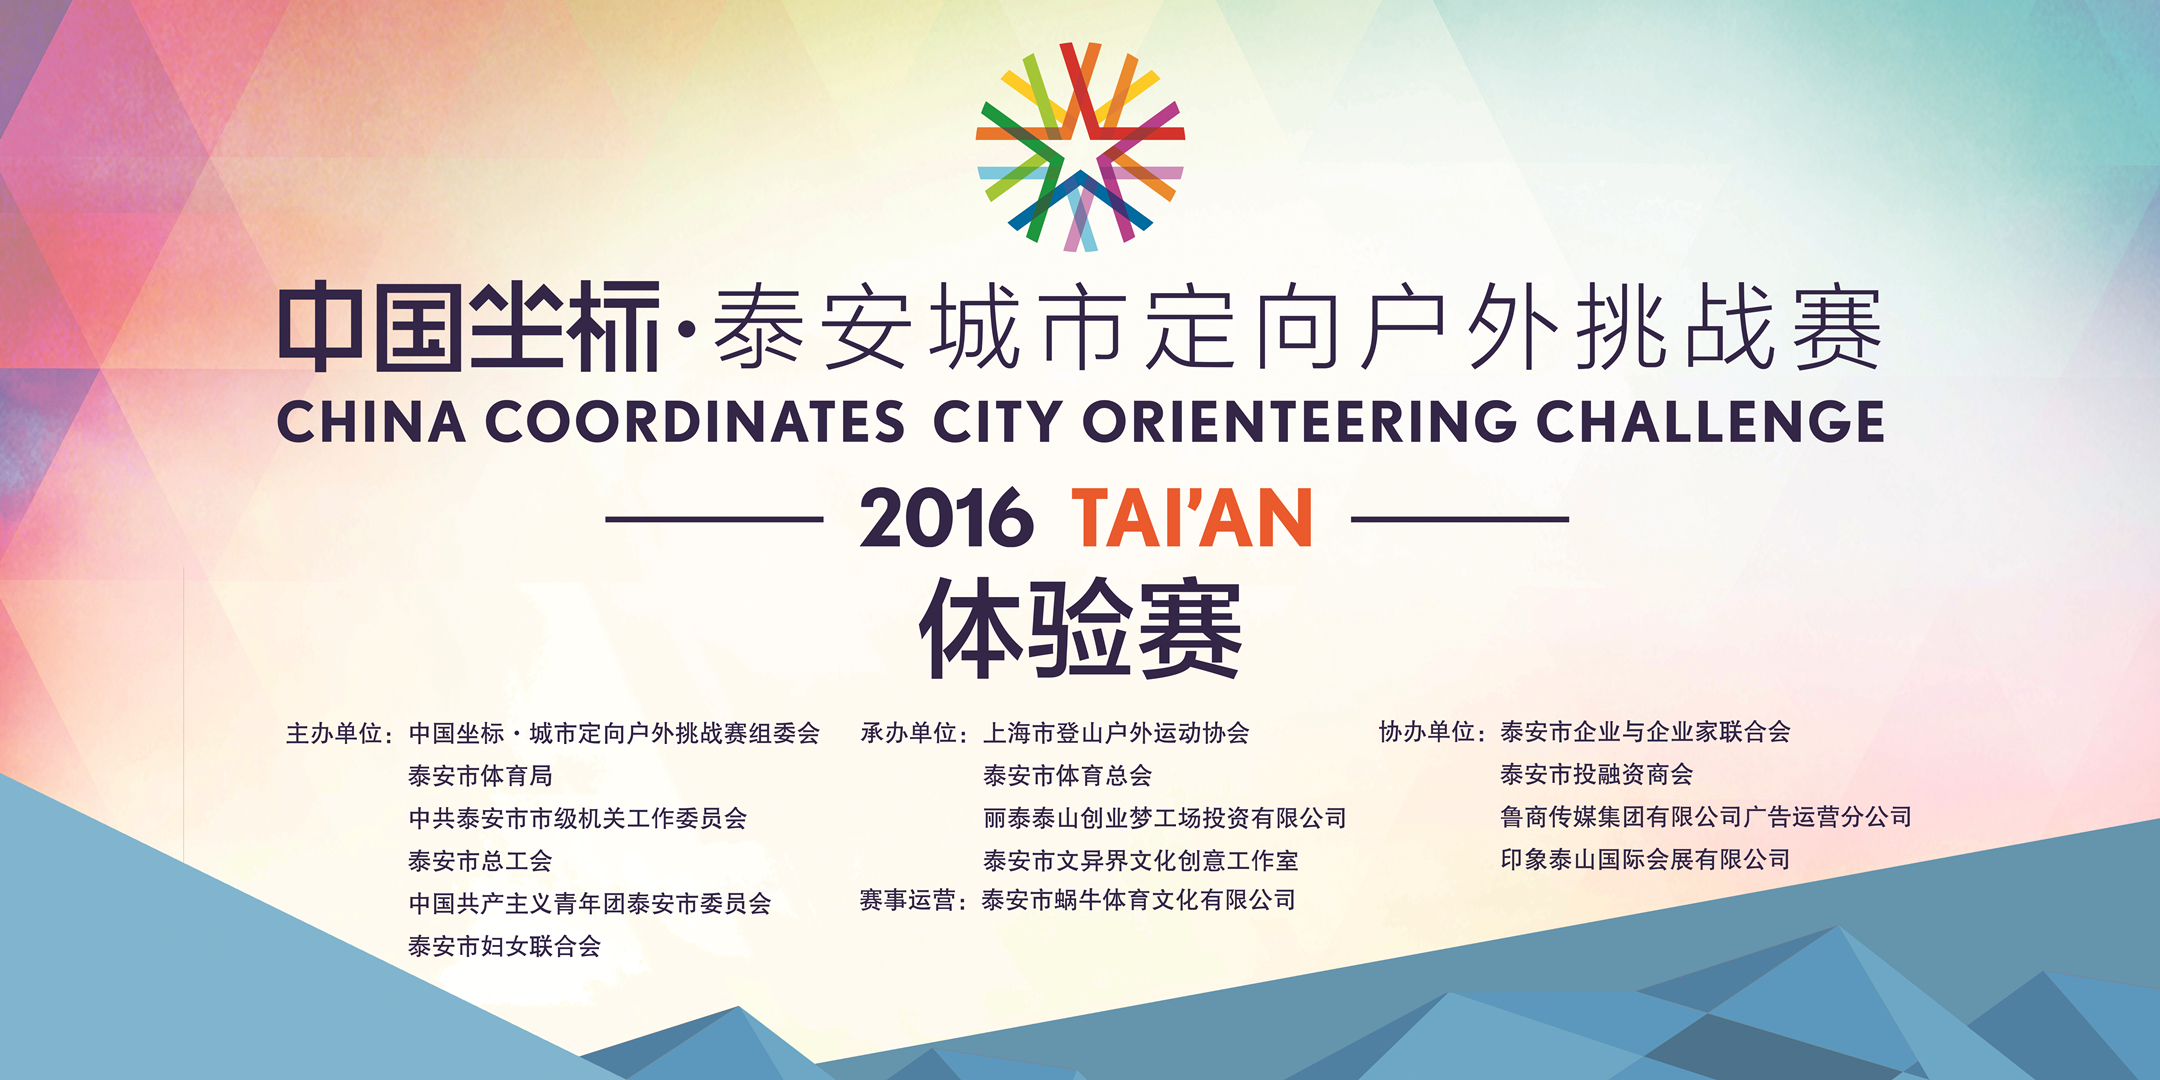 中国坐标·泰安城市定向户外挑战赛
CHINA COORDINATES CITY ORIENTEERING CHALLENGE
2016 TAI'AN
体验赛
主办单位：中国坐标·城市定向户外挑战赛组委会
泰安市体育局
中共泰安市市级机关工作委员会
泰安市总工会
中国共产主义青年团泰安市委员会
泰安市妇女联合会
承办单位：上海市登山户外运动协会
泰安市体育总会
丽泰泰山创业梦工场投资有限公司
泰安市文异界文化创意工作室
赛事运营：泰安市蜗牛体育文化有限公司
协办单位：泰安市企业与企业家联合会
泰安市投融资商会
鲁商传媒集团有限公司广告运营分公司
印象泰山国际会展有限公司